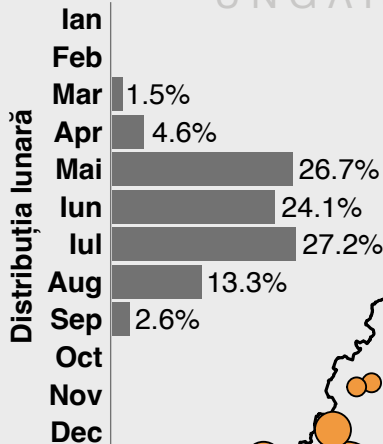 UNGA
Ian
Feb
Mar 1.5%
Apr 4.6%
Mai 26.7%
Iun 24.1%
Iul 27.2%
Aug 13.3%
Sep 2.6%
Oct
Nov
Dec
Distribuția lunară